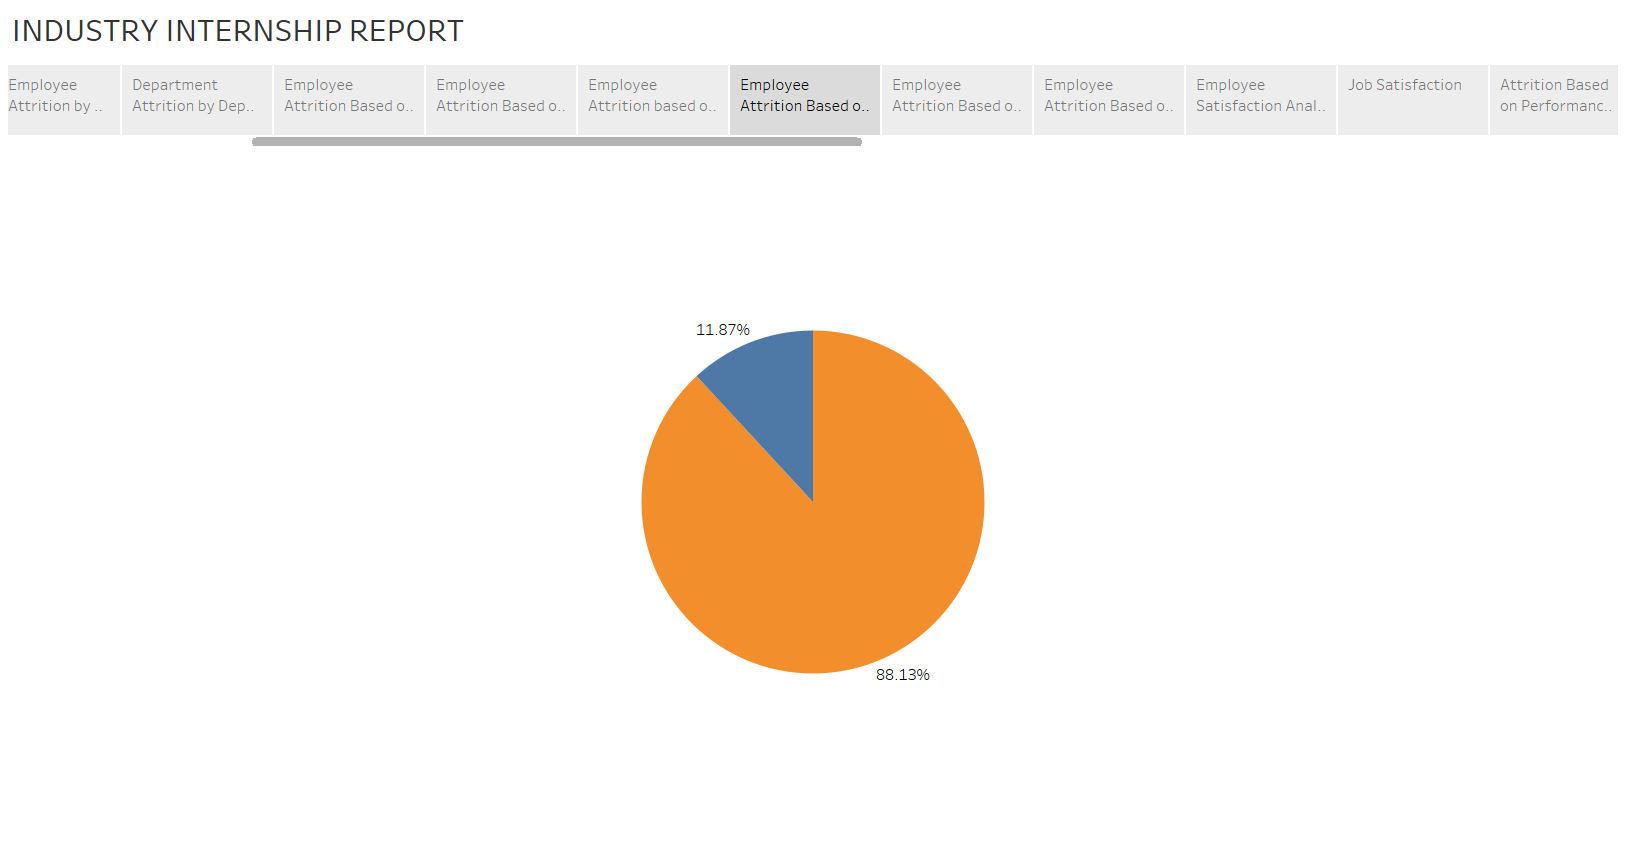 INDUSTRY INTERNSHIP REPORT
Employee
Attrition by ..
Department
Attrition by Dep..
Employee
Attrition Based o..
Employee
Attrition Based o..
Employee
Attrition based o..
Employee
Attrition Based o..
Employee
Attrition Based o..
Employee
Attrition Based o..
Employee
Satisfaction Anal..
Job Satisfaction
Attrition Based
on Performanc..
11.87%
88.13%